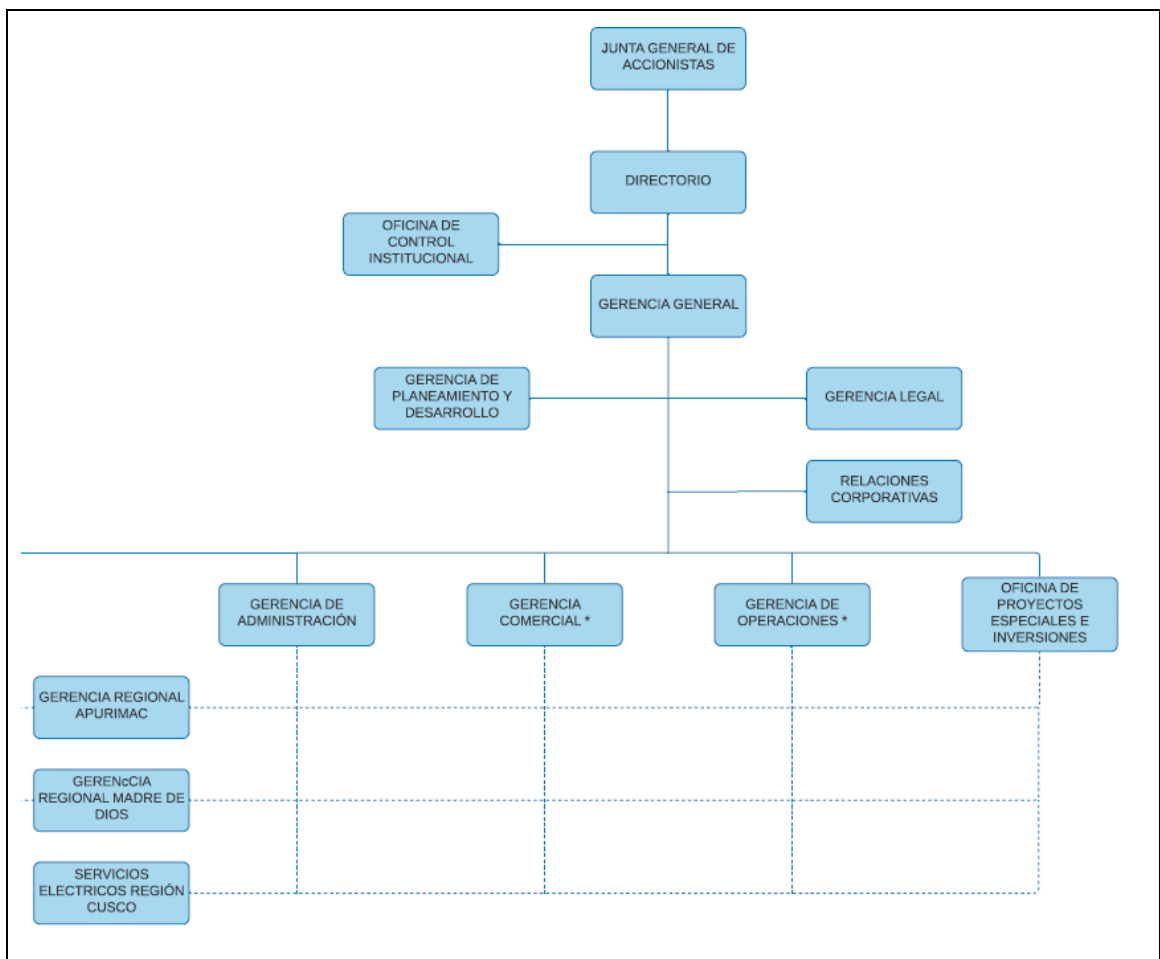 JUNTA GENERAL DE
ACCIONISTAS
DIRECTORIO
OFICINA DE
CONTROL
INSTITUCIONAL
GERENCIA GENERAL
GERENCIA DE
PLANEAMIENTO Y
DESARROLLO
GERENCIA LEGAL
RELACIONES
CORPORATIVAS
GERENCIA DE
ADMINISTRACIÓN
GERENCIA
COMERCIAL *
GERENCIA DE
OPERACIONES *
OFICINA DE
PROYECTOS
ESPECIALES E
INVERSIONES
GERENCIA REGIONAL
APURIMAC
GERENcCIA
REGIONAL MADRE DE
DIOS
SERVICIOS
ELECTRICOS REGIÓN
CUSCO